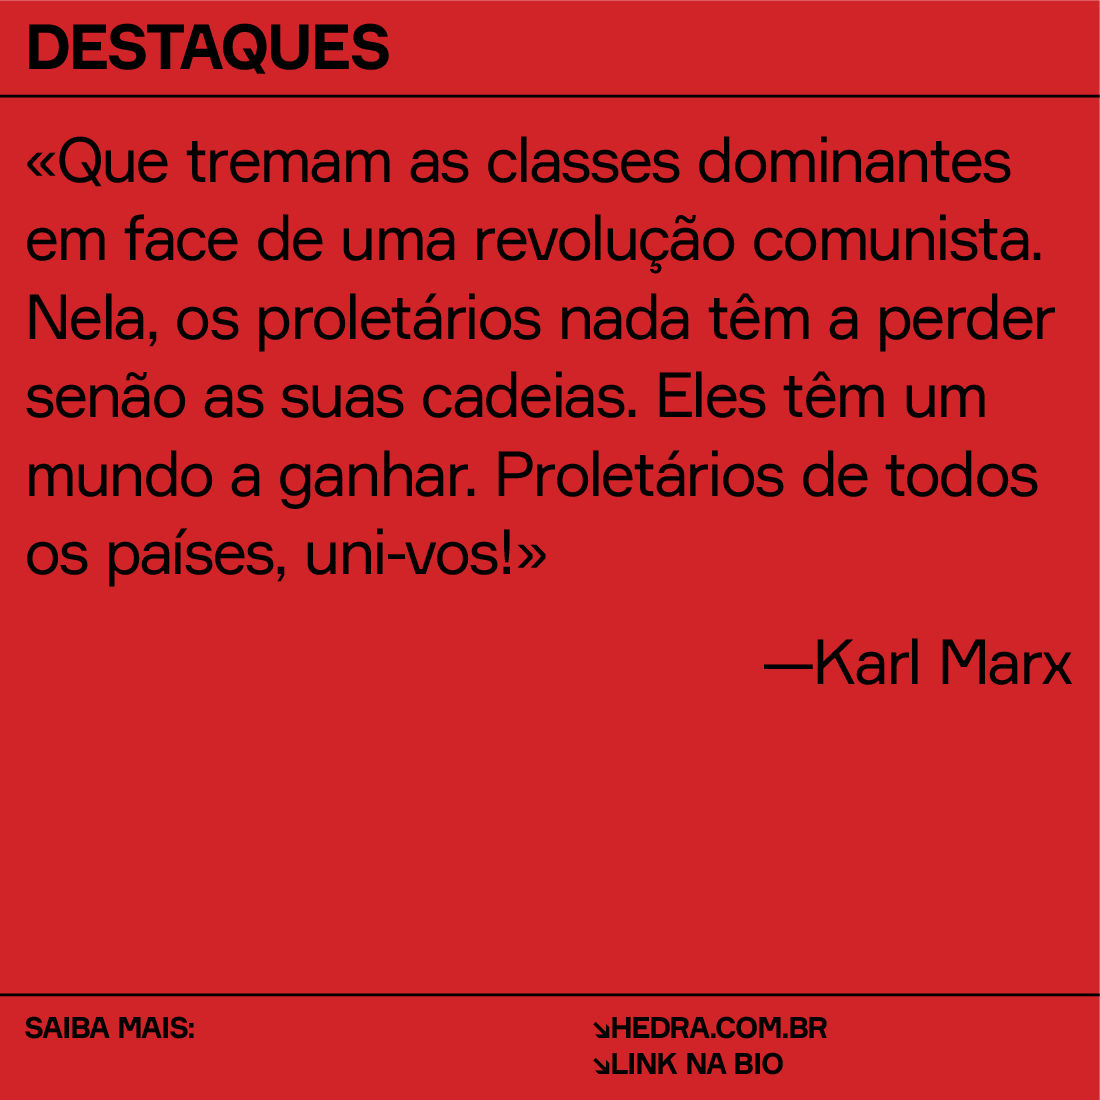 DESTAQUES
«Que tremam as classes dominantes
em face de uma revolução comunista.
Nela, os proletários nada têm a perder
senão as suas cadeias. Eles têm um
mundo a ganhar. Proletários de todos
os países, uni-vos!»
—Karl Marx
SAIBA MAIS:
↘HEDRA.COM.BR
↘LINK NA BIO